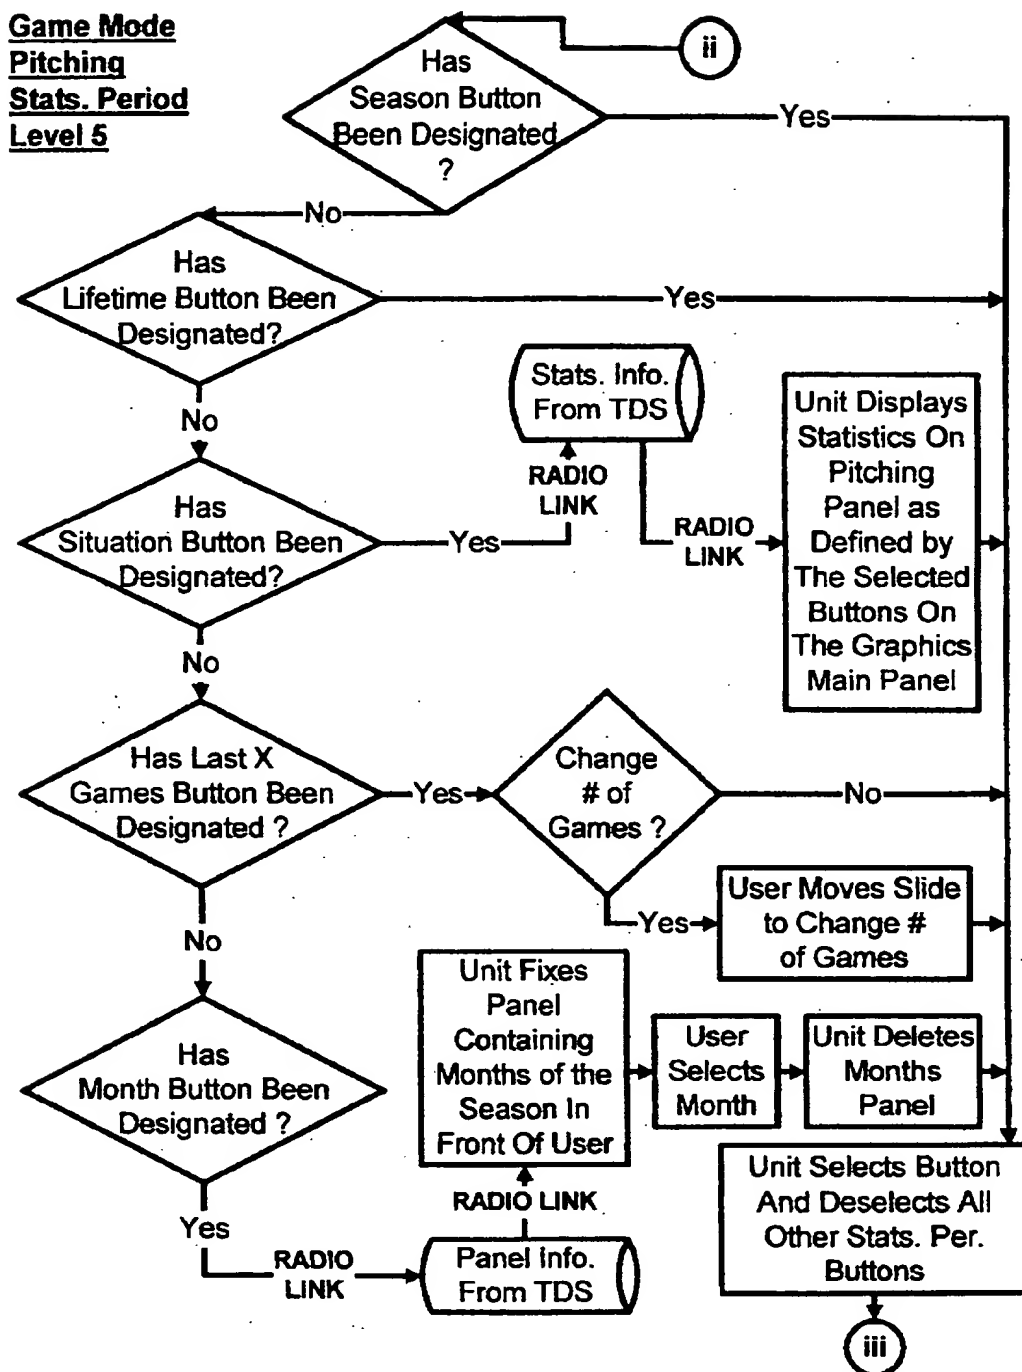 Game Mode
Pitching
Stats. Period
Level 5
ii
Has
Season Button
Been Designated
?
Yes
No
Has
Lifetime Button Been
Designated?
Yes
No
Stats. Info.
From TDS
RADIO
LINK
RADIO
LINK
Unit Displays
Statistics On
Pitching
Panel as
Defined by
The Selected
Buttons On
The Graphics
Main Panel
Has
Situation Button Been
Designated?
Yes
No
Has Last X
Games Button Been
Designated ?
Yes
Change
# of
Games ?
No
Yes
User Moves Slide
to Change #
of Games
No
Unit Fixes
Panel
Containing
Months of the
Season In
Front Of User
User
Selects
Month
Unit Deletes
Months
Panel
Has
Month Button Been
Designated ?
Yes
RADIO
LINK
Panel Info.
From TDS
RADIO LINK
Unit Selects Button
And Deselects All
Other Stats. Per.
Buttons
iii